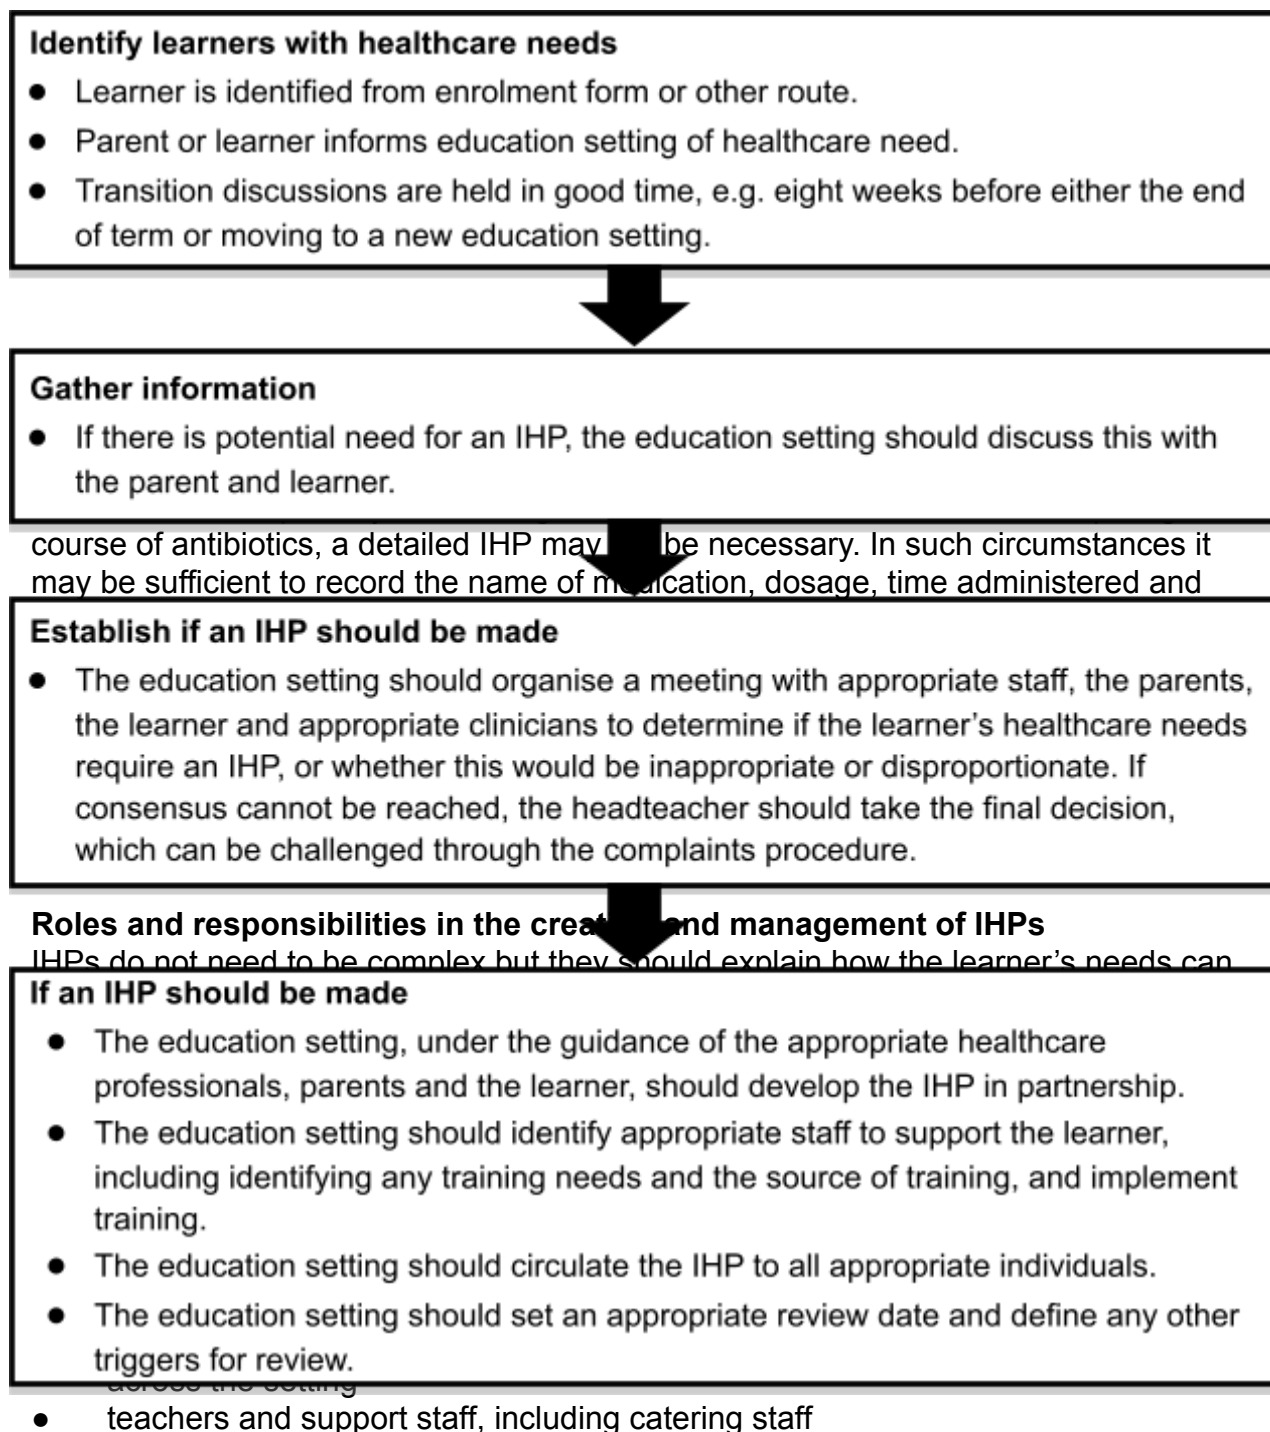 Identify learners with healthcare needs
● Learner is identified from enrolment form or other route.
● Parent or learner informs education setting of healthcare need.
● Transition discussions are held in good time, e.g. eight weeks before either the end
of term or moving to a new education setting.
Gather information
● If there is potential need for an IHP, the education setting should discuss this with
the parent and learner.
course of antibiotics, a detailed IHP may be necessary. In such circumstances it
may be sufficient to record the name of medication, dosage, time administered and
Establish if an IHP should be made
● The education setting should organise a meeting with appropriate staff, the parents,
the learner and appropriate clinicians to determine if the learner’s healthcare needs
require an IHP, or whether this would be inappropriate or disproportionate. If
consensus cannot be reached, the headteacher should take the final decision,
which can be challenged through the complaints procedure.
Roles and responsibilities in the creation and management of IHPs
IHPs do not need to be complex but they should explain how the learner’s needs can
If an IHP should be made
● The education setting, under the guidance of the appropriate healthcare
professionals, parents and the learner, should develop the IHP in partnership.
● The education setting should identify appropriate staff to support the learner,
including identifying any training needs and the source of training, and implement
training.
● The education setting should circulate the IHP to all appropriate individuals.
● The education setting should set an appropriate review date and define any other
triggers for review.
across the setting
● teachers and support staff, including catering staff